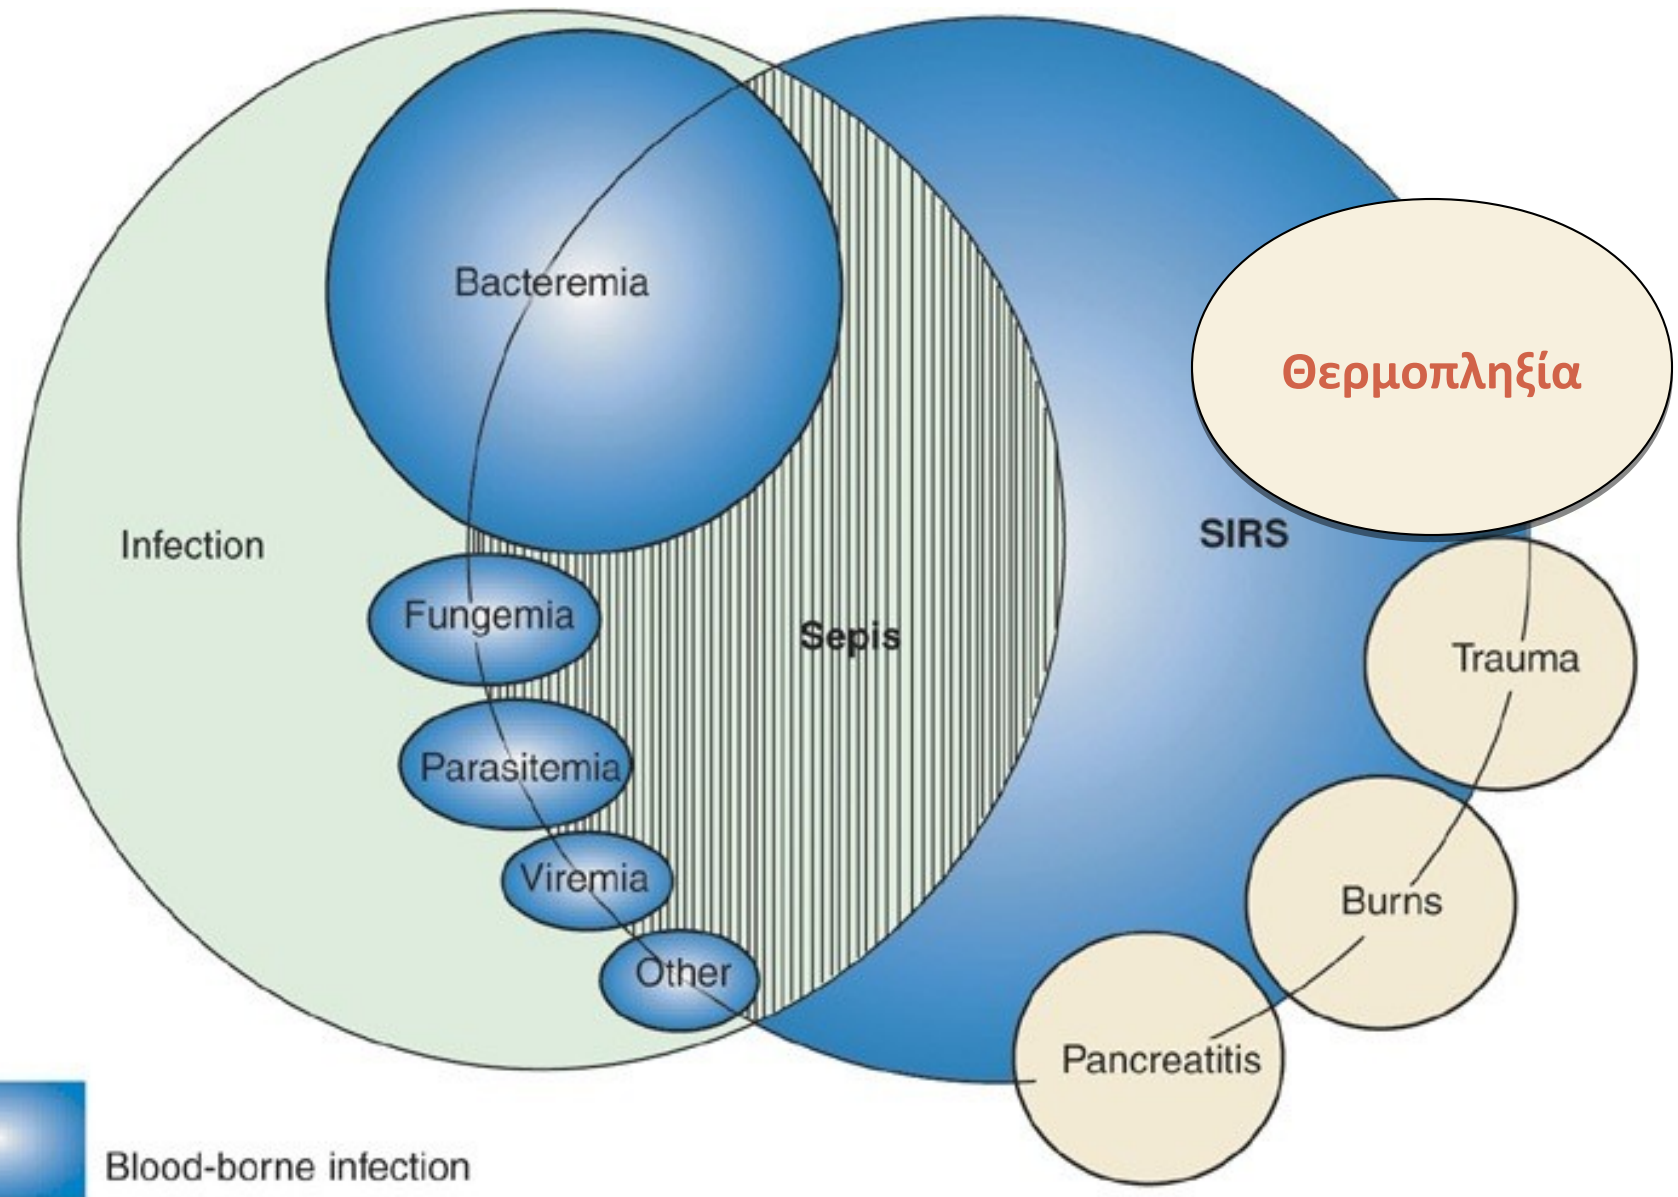 Bacteremia
Θερμοπληξία
Infection
SIRS
Fungemia
Sepis
Trauma
Parasitemia
Viremia
Burns
Other
Pancreatitis
Blood-borne infection